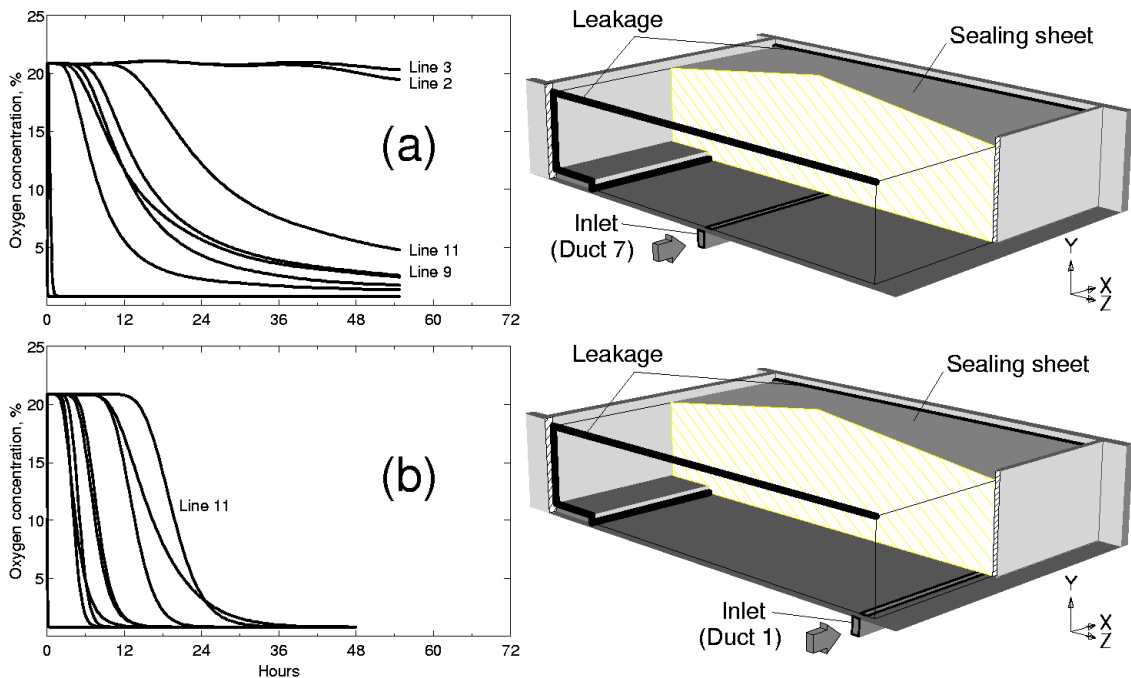 25
20
15
10
5
Oxygen concentration, %
Line 3
Line 2
(a)
Line 11
Line 9
0
12
24
36
48
60
72
Leakage
Sealing sheet
Inlet
(Duct 7)
Y
X
Z
25
20
15
10
5
Oxygen concentration, %
(b)
Line 11
0
12
24
36
48
60
72
Hours
Leakage
Sealing sheet
Inlet
(Duct 1)
Y
X
Z